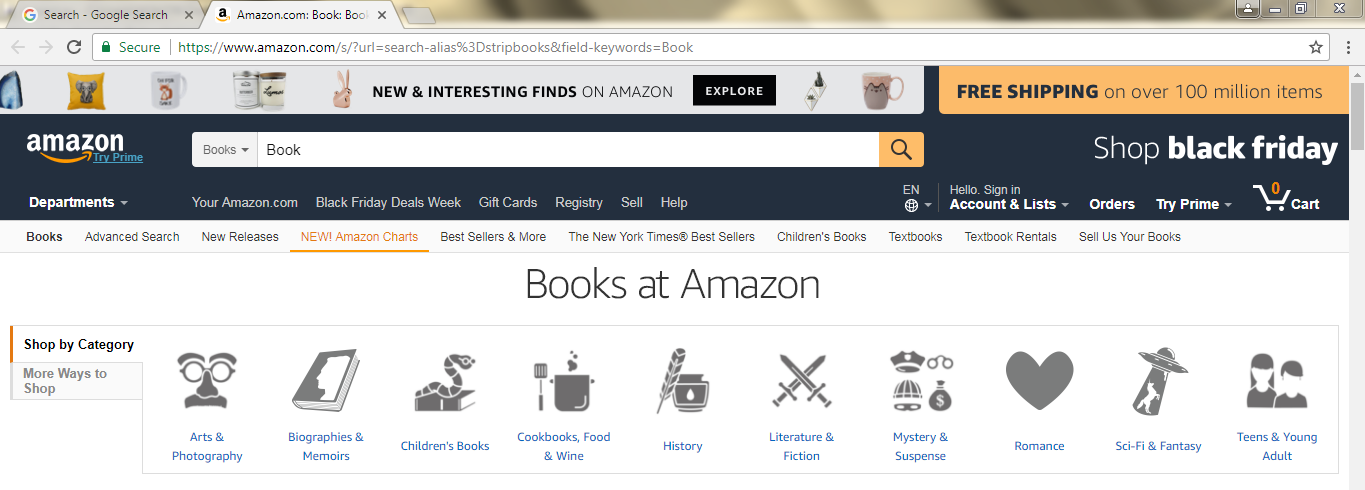 Search - Google Search
Amazon.com: Book: Boo
Secure
https://www.amazon.com/s/?url=search-alias%3Dstripbooks&field-keywords=Book
NEW & INTERESTING FINDS ON AMAZON
EXPLORE
FREE SHIPPING on over 100 million items
amazon
Try Prime
Books
Book
Shop black friday
Departments
Your Amazon.com
Black Friday Deals Week
Gift Cards
Registry
Sell
Help
EN
Hello. Sign in
Account & Lists
Orders
Try Prime
0
Cart
Books
Advanced Search
New Releases
NEW! Amazon Charts
Best Sellers & More
The New York Times® Best Sellers
Children's Books
Textbooks
Textbook Rentals
Sell Us Your Books
Books at Amazon
Shop by Category
More Ways to
Shop
Arts &
Photography
Biographies &
Memoirs
Children's Books
Cookbooks, Food
& Wine
History
Literature &
Fiction
Mystery &
Suspense
Romance
Sci-Fi & Fantasy
Teens & Young
Adult